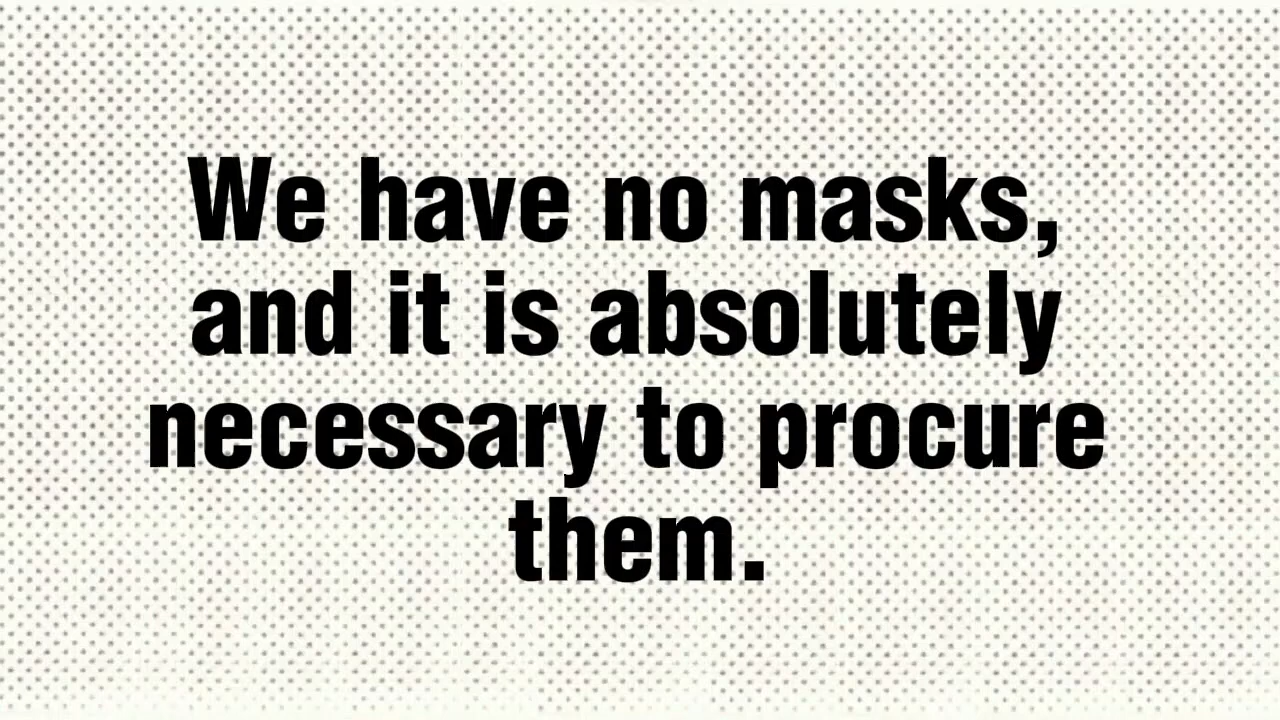 We have no masks,
and it is absolutely
necessary to procure
them.